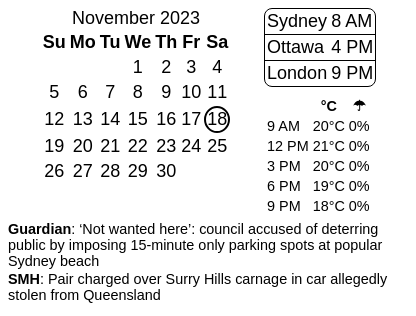 November 2023
Su Mo Tu We Th Fr Sa
1 2 3 4
5 6 7 8 9 10 11
12 13 14 15 16 17 18
19 20 21 22 23 24 25
26 27 28 29 30
Sydney 8 AM
Ottawa 4 PM
London 9 PM
°C ☂
9 AM 20°C 0%
12 PM 21°C 0%
3 PM 20°C 0%
6 PM 19°C 0%
9 PM 18°C 0%
Guardian: ‘Not wanted here’: council accused of deterring
public by imposing 15-minute only parking spots at popular
Sydney beach
SMH: Pair charged over Surry Hills carnage in car allegedly
stolen from Queensland